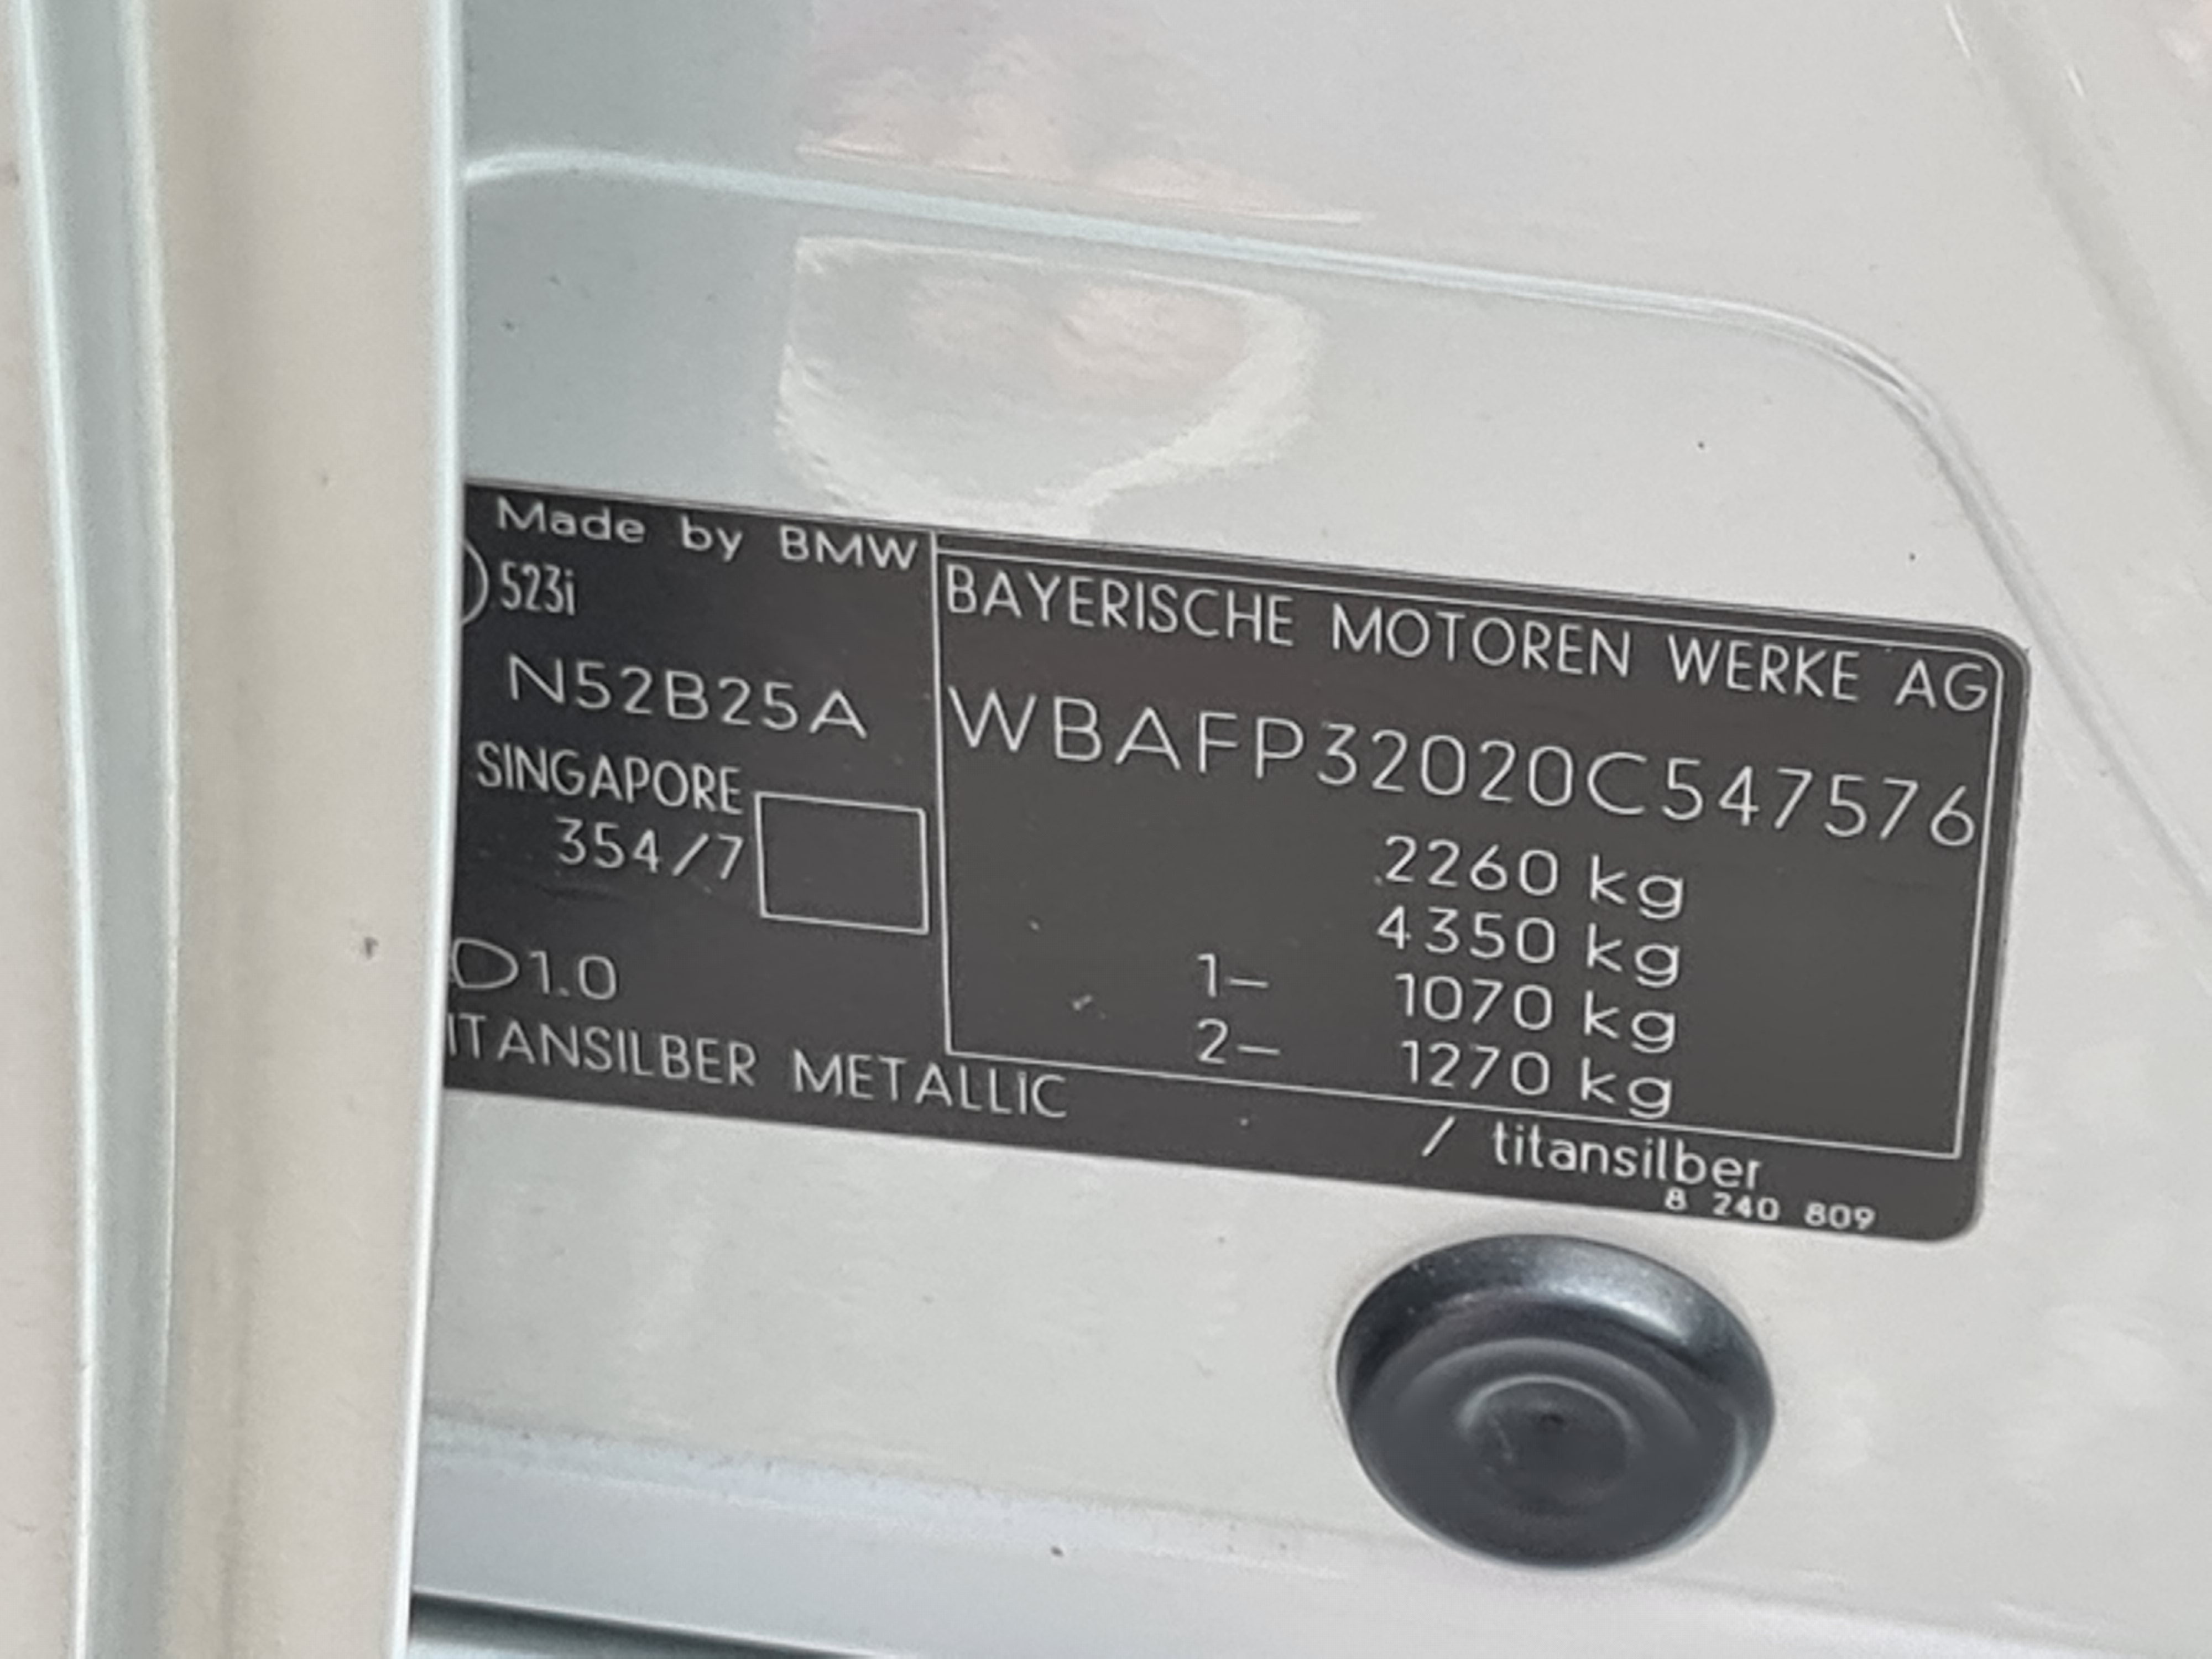 Made by BMW
523i
N52B25A
SINGAPORE
354/7
D1.0
ITANSILBER METALLIC / titansilber
BAYERISCHE MOTOREN WERKE AG
WBAFP32020C547576
2260 kg
4350 kg
1- 1070 kg
2- 1270 kg
8 240 809